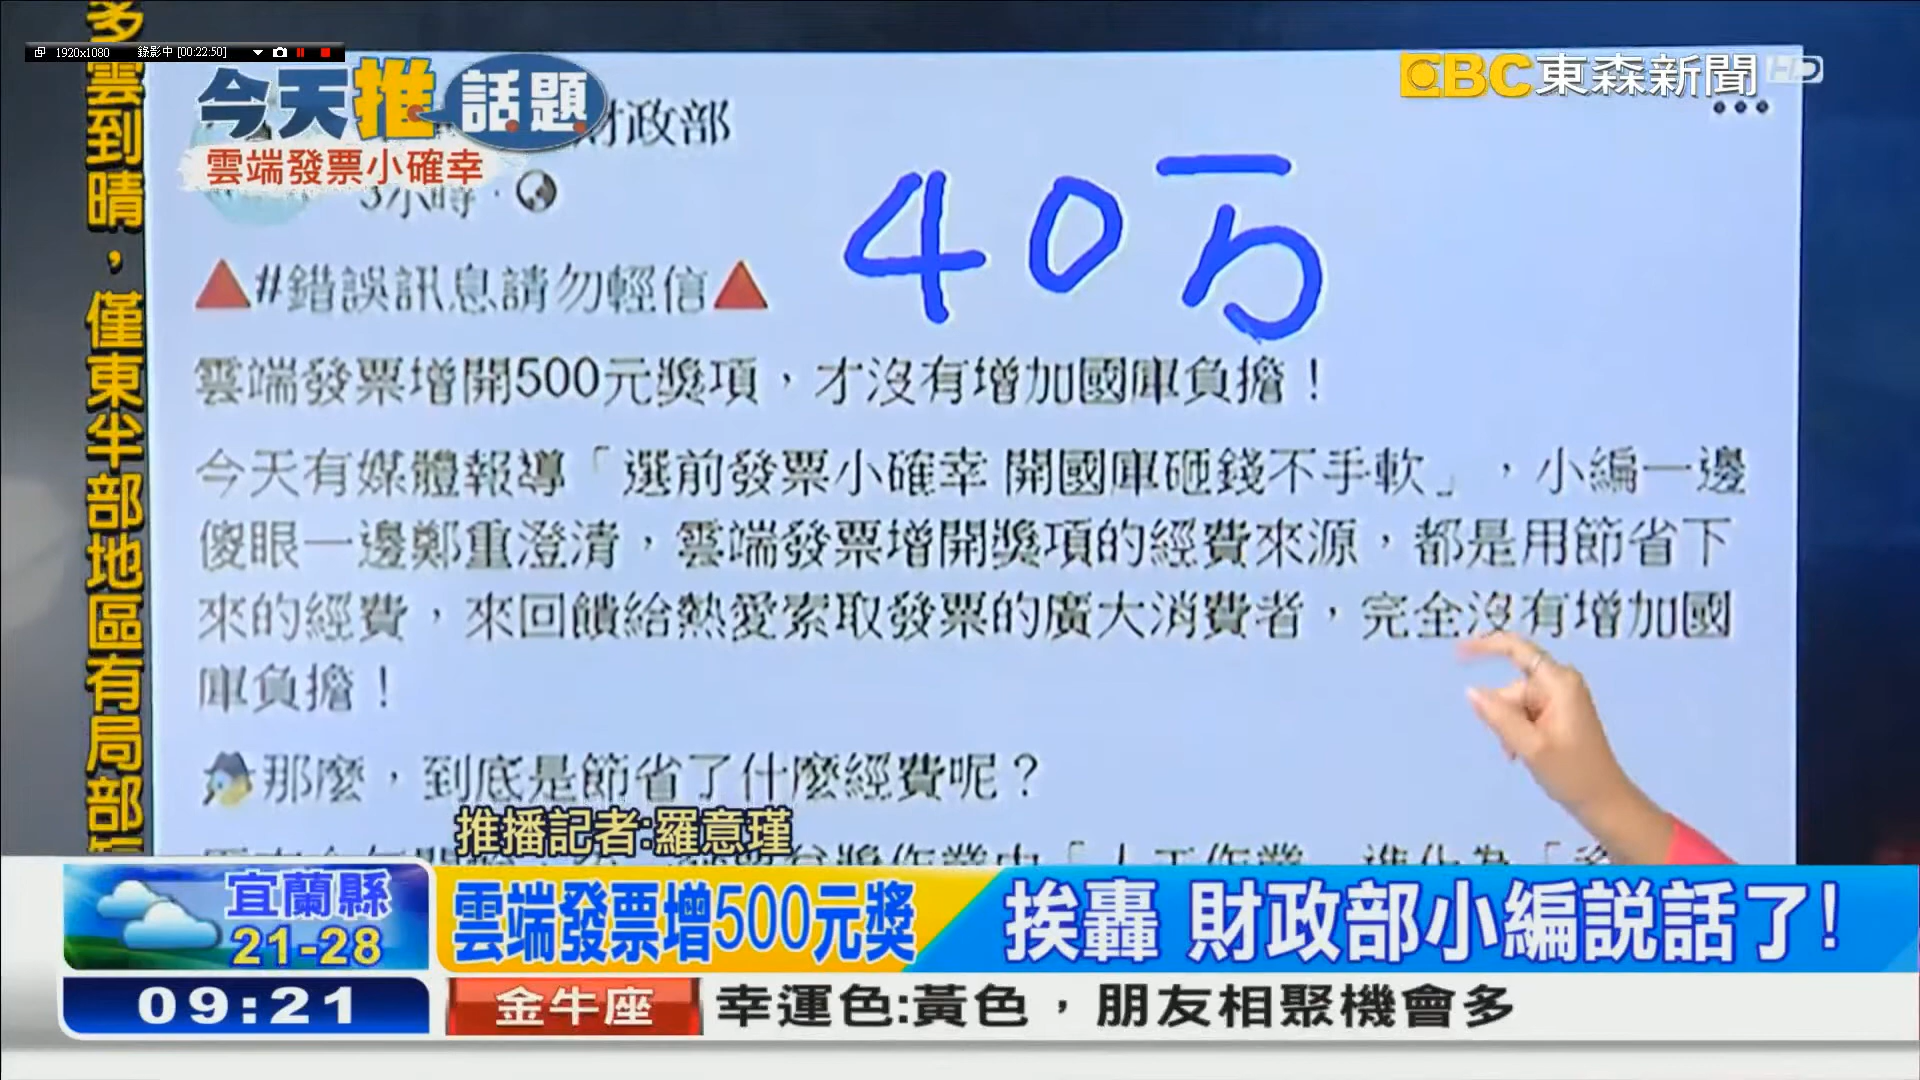 1920x1080 錄影中 [00:22:50]
多雲到晴，僅東半部地區有局部短
今天推話題
雲端發票小確幸
EBC東森新聞 HD
財政部
3小時
40万
#錯誤訊息請勿輕信
雲端發票增開500元獎項，才沒有增加國庫負擔！
今天有媒體報導「選前發票小確幸 開國庫砸錢不手軟」，小編一邊
傻眼一邊鄭重澄清，雲端發票增開獎項的經費來源，都是用節省下
來的經費，來回饋給熱愛索取發票的廣大消費者，完全沒有增加國
庫負擔！
那麼，到底是節省了什麼經費呢？
推播記者:羅意瑾
宜蘭縣
21-28
雲端發票增500元獎
挨轟 財政部小編說話了!
09:21
金牛座
幸運色:黃色，朋友相聚機會多